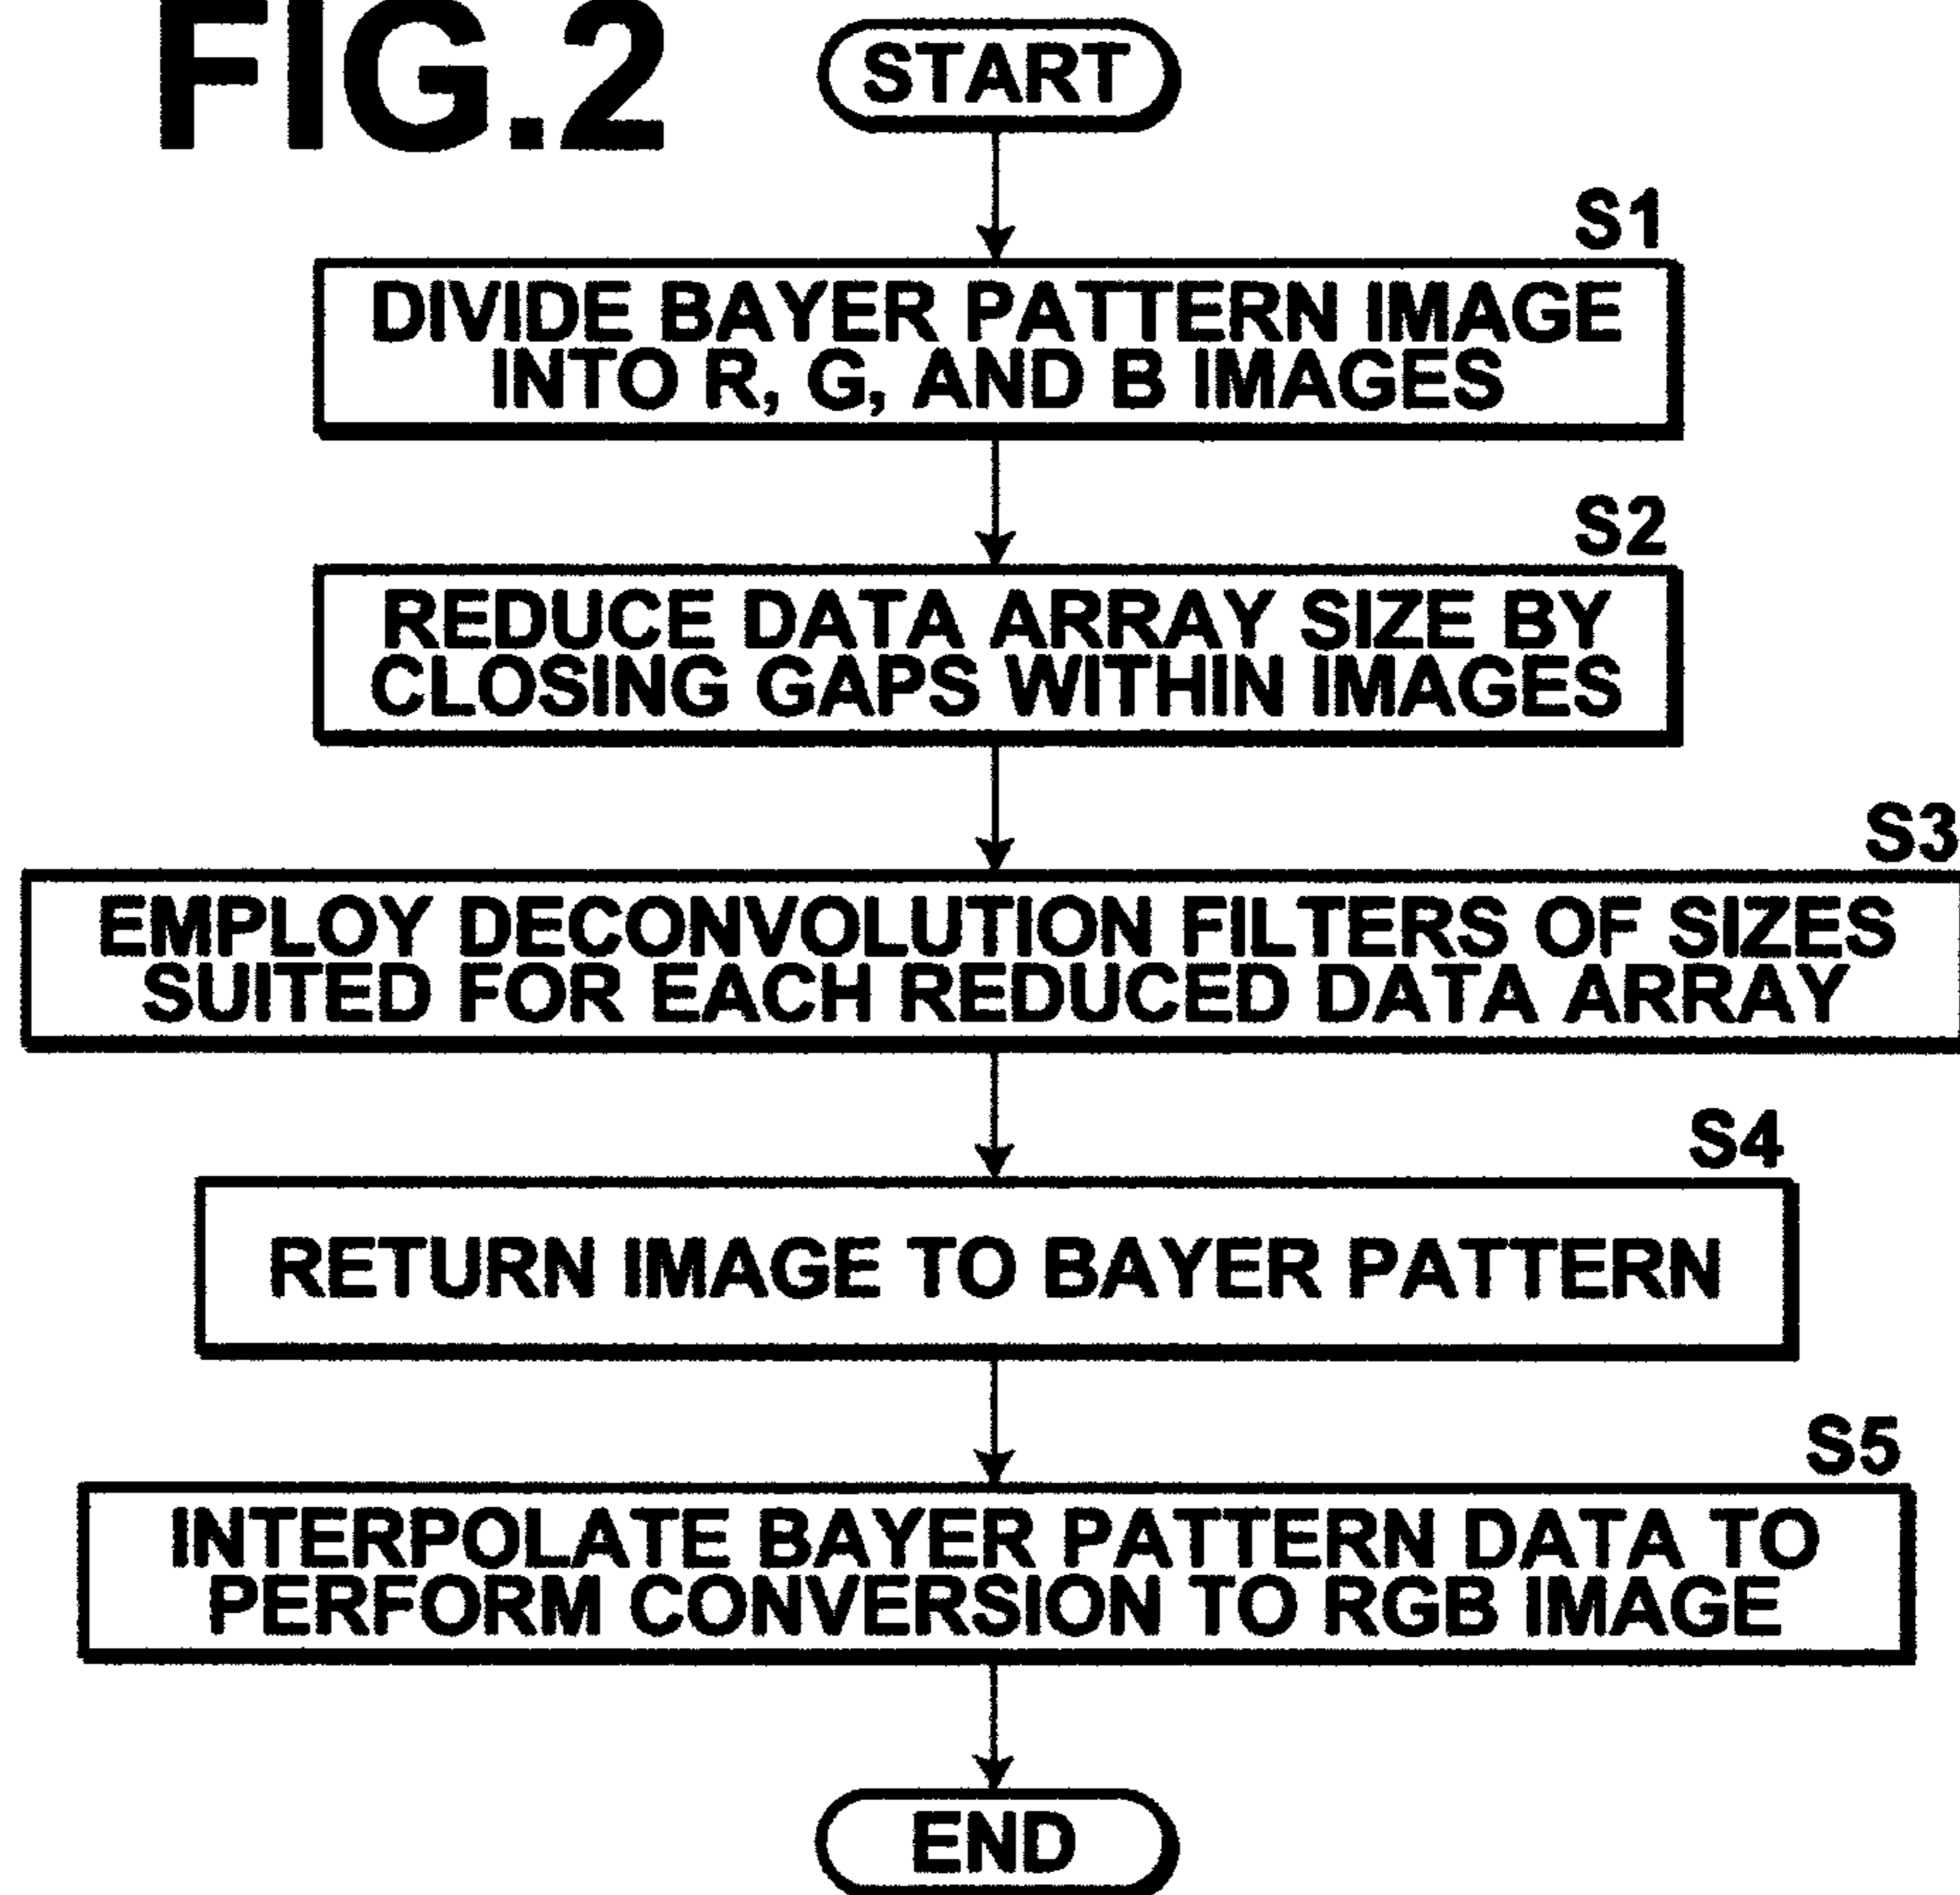 FIG.2
START
S1
DIVIDE BAYER PATTERN IMAGE
INTO R, G, AND B IMAGES
S2
REDUCE DATA ARRAY SIZE BY
CLOSING GAPS WITHIN IMAGES
S3
EMPLOY DECONVOLUTION FILTERS OF SIZES
SUITED FOR EACH REDUCED DATA ARRAY
S4
RETURN IMAGE TO BAYER PATTERN
S5
INTERPOLATE BAYER PATTERN DATA TO
PERFORM CONVERSION TO RGB IMAGE
END